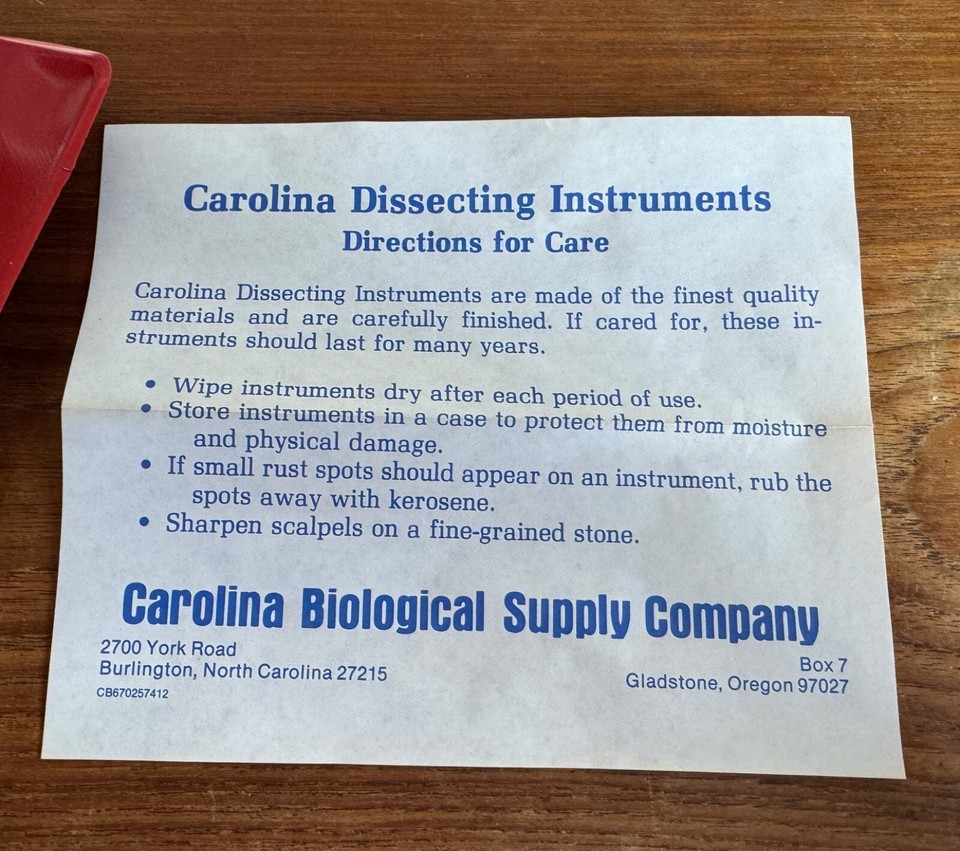 Carolina Dissecting Instruments
Directions for Care
Carolina Dissecting Instruments are made of the finest quality
materials and are carefully finished. If cared for, these in-
struments should last for many years.
• Wipe instruments dry after each period of use.
• Store instruments in a case to protect them from moisture
and physical damage.
• If small rust spots should appear on an instrument, rub the
spots away with kerosene.
• Sharpen scalpels on a fine-grained stone.
Carolina Biological Supply Company
2700 York Road
Burlington, North Carolina 27215
CB670257412
Box 7
Gladstone, Oregon 97027